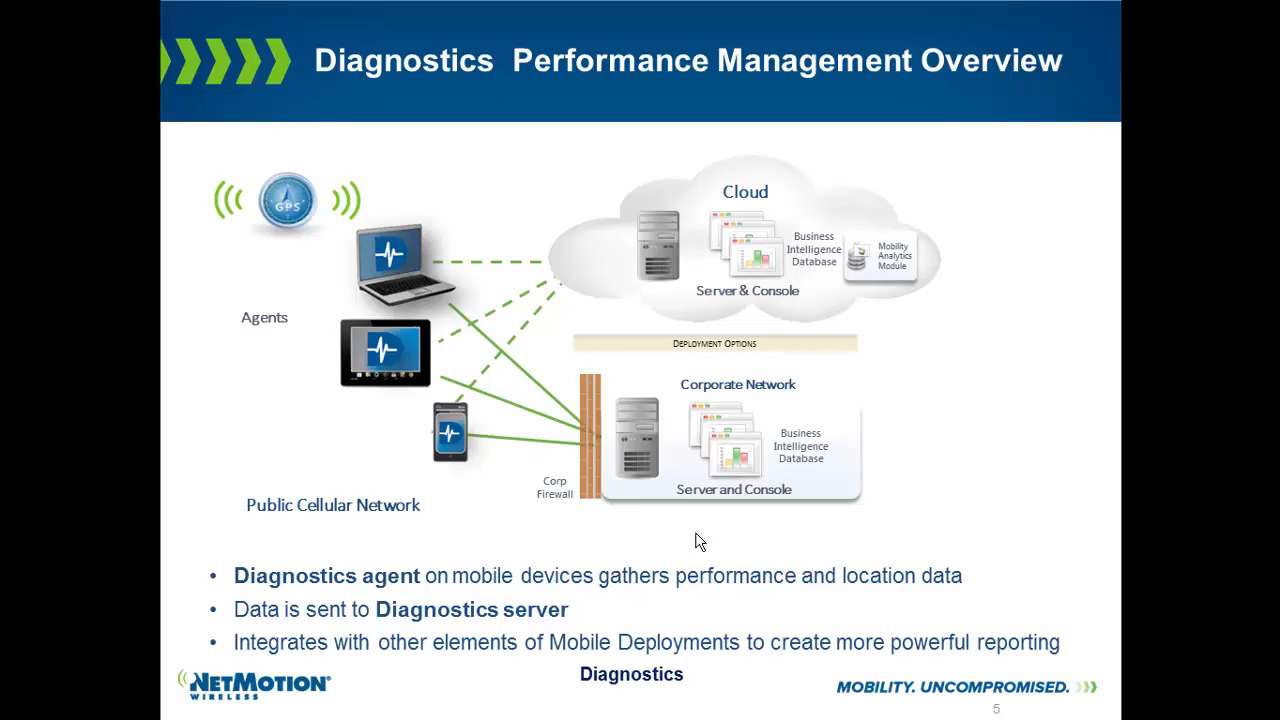 Diagnostics Performance Management Overview
GPS
Cloud
Business
Intelligence
Database
Mobility
Analytics
Module
Server & Console
Agents
DEPLOYMENT OPTIONS
Corporate Network
Business
Intelligence
Database
Server and Console
Corp
Firewall
Public Cellular Network
• Diagnostics agent on mobile devices gathers performance and location data
• Data is sent to Diagnostics server
• Integrates with other elements of Mobile Deployments to create more powerful reporting
Diagnostics
NETMOTION®
WIRELESS
MOBILITY. UNCOMPROMISED.
5